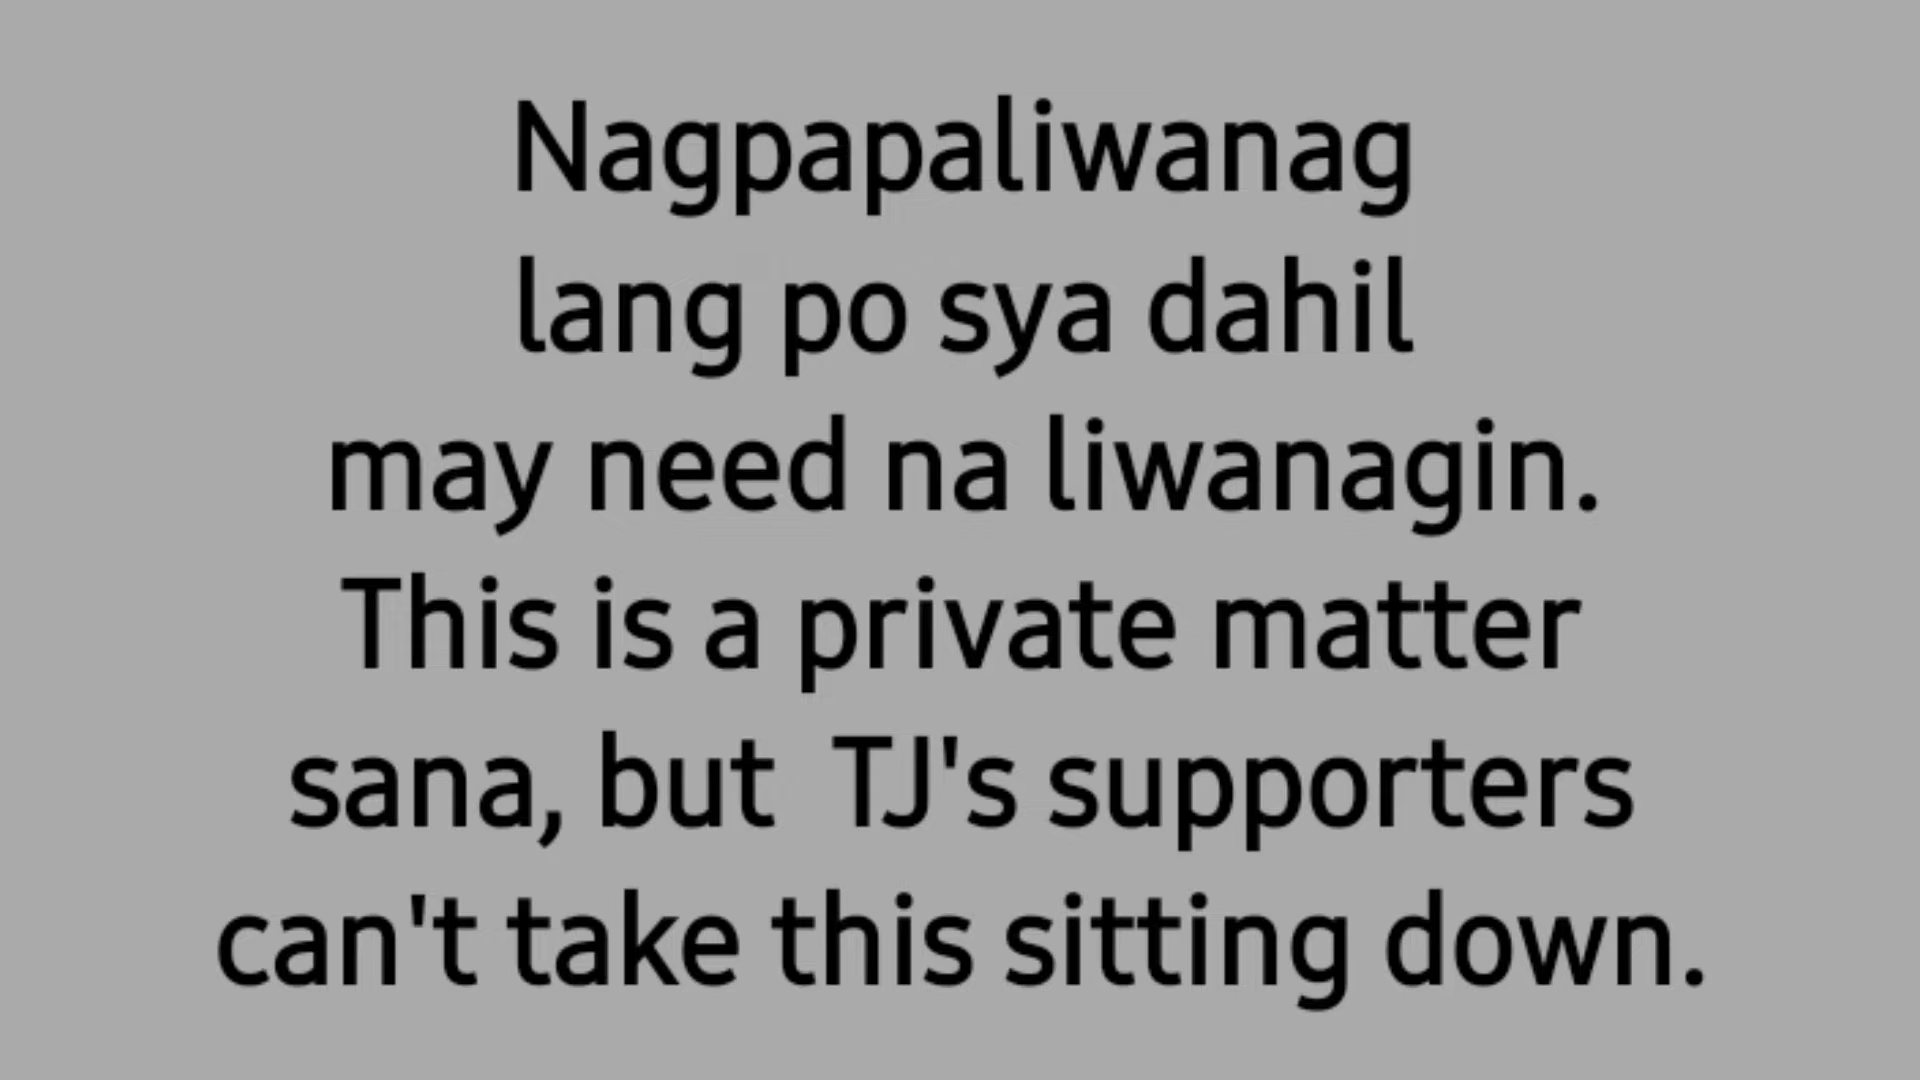 Nagpapaliwanag
lang po sya dahil
may need na liwanagin.
This is a private matter
sana, but  TJ's supporters
can't take this sitting down.